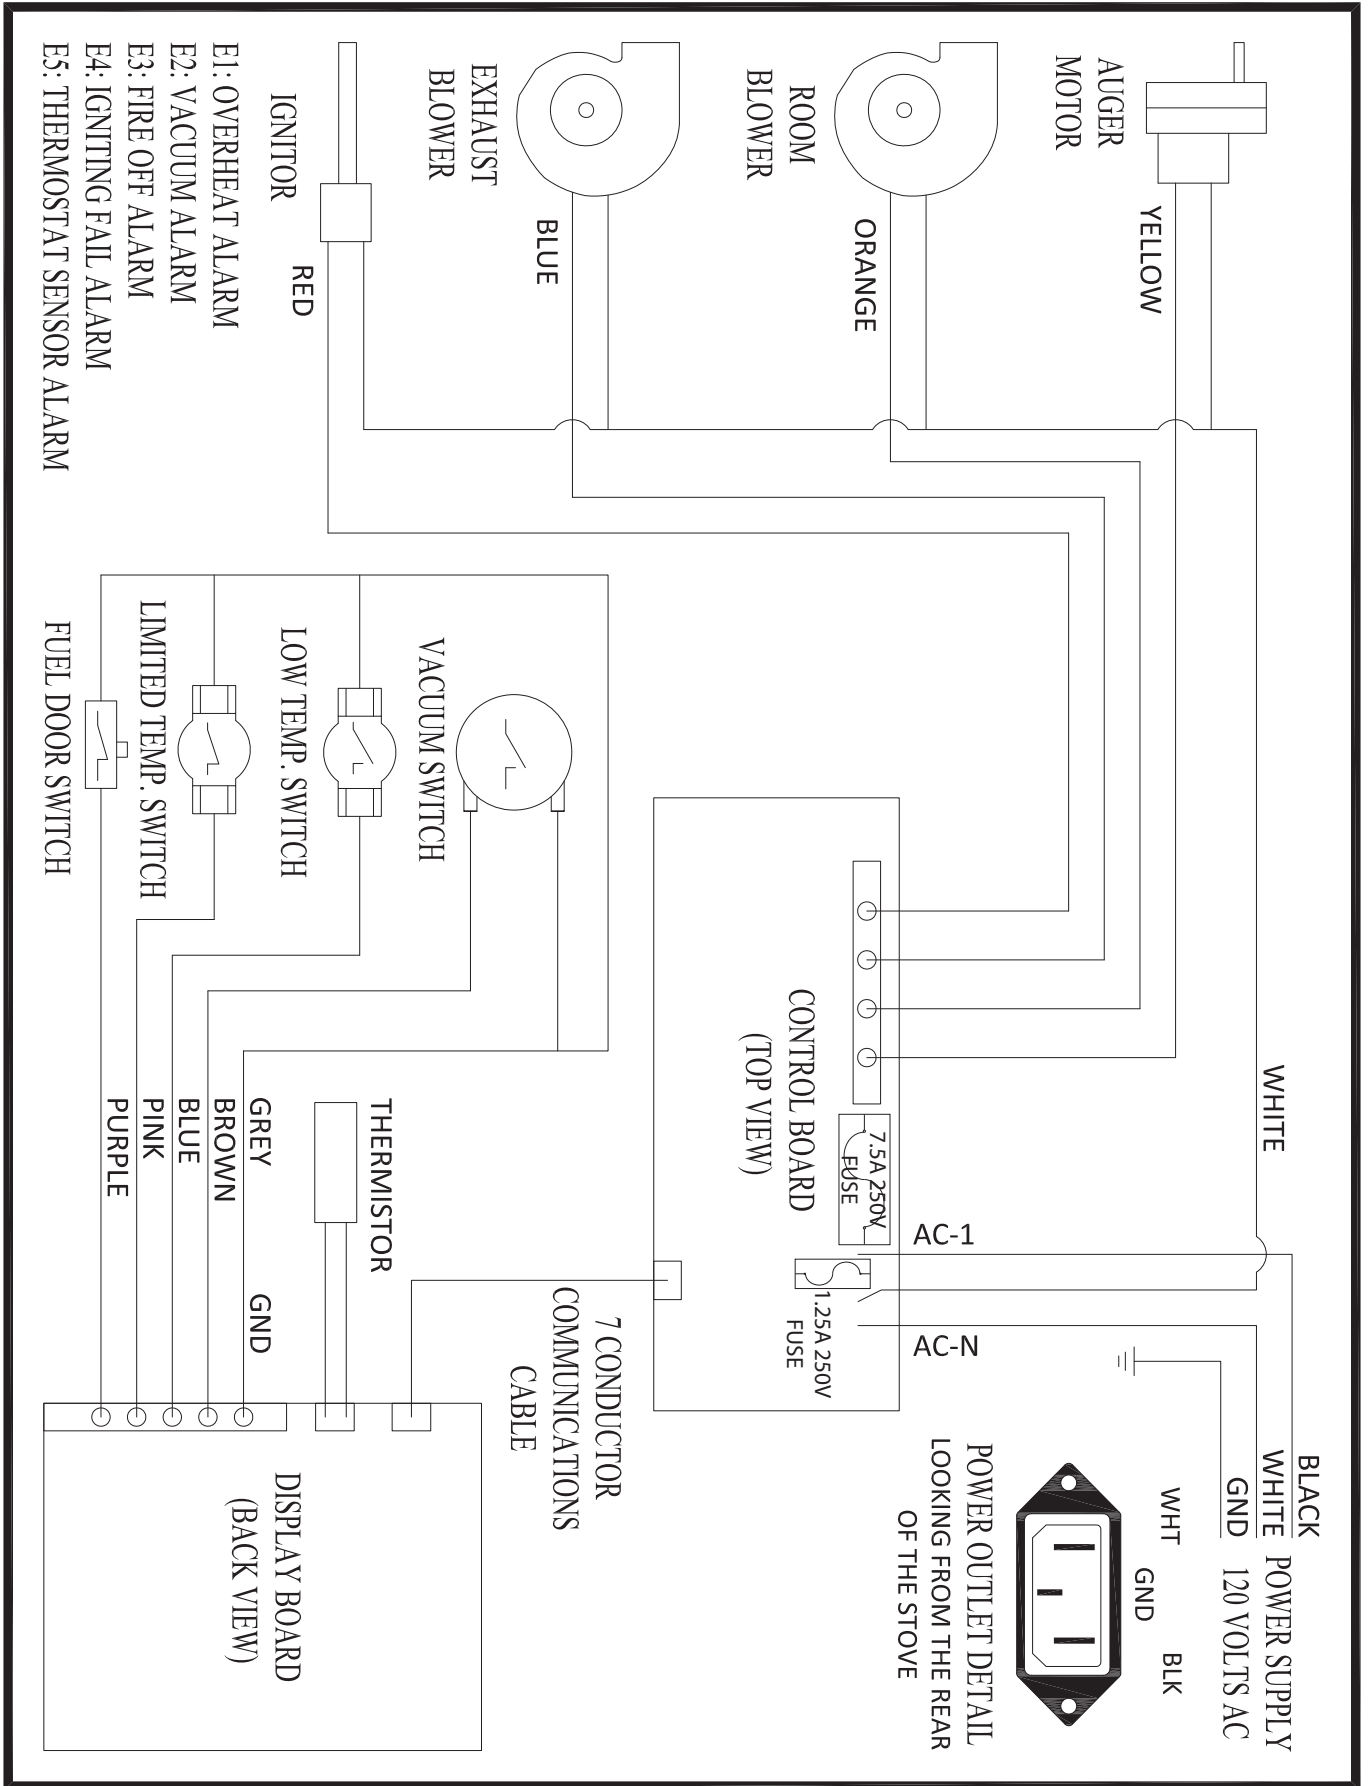 AUGER
MOTOR
YELLOW
ROOM
BLOWER
ORANGE
EXHAUST
BLOWER
BLUE
IGNITOR
RED
E1: OVERHEAT ALARM
E2: VACUUM ALARM
E3: FIRE OFF ALARM
E4: IGNITING FAIL ALARM
E5: THERMOSTAT SENSOR ALARM
WHITE
CONTROL BOARD
(TOP VIEW)
7.5A 250V
FUSE
1.25A 250V
FUSE
AC-1
AC-N
BLACK
WHITE
GND
POWER SUPPLY
120 VOLTS AC
WHT
GND
BLK
POWER OUTLET DETAIL
LOOKING FROM THE REAR
OF THE STOVE
VACUUM SWITCH
LOW TEMP. SWITCH
LIMITED TEMP. SWITCH
FUEL DOOR SWITCH
THERMISTOR
7 CONDUCTOR
COMMUNICATIONS
CABLE
GREY
GND
BROWN
BLUE
PINK
PURPLE
DISPLAY BOARD
(BACK VIEW)